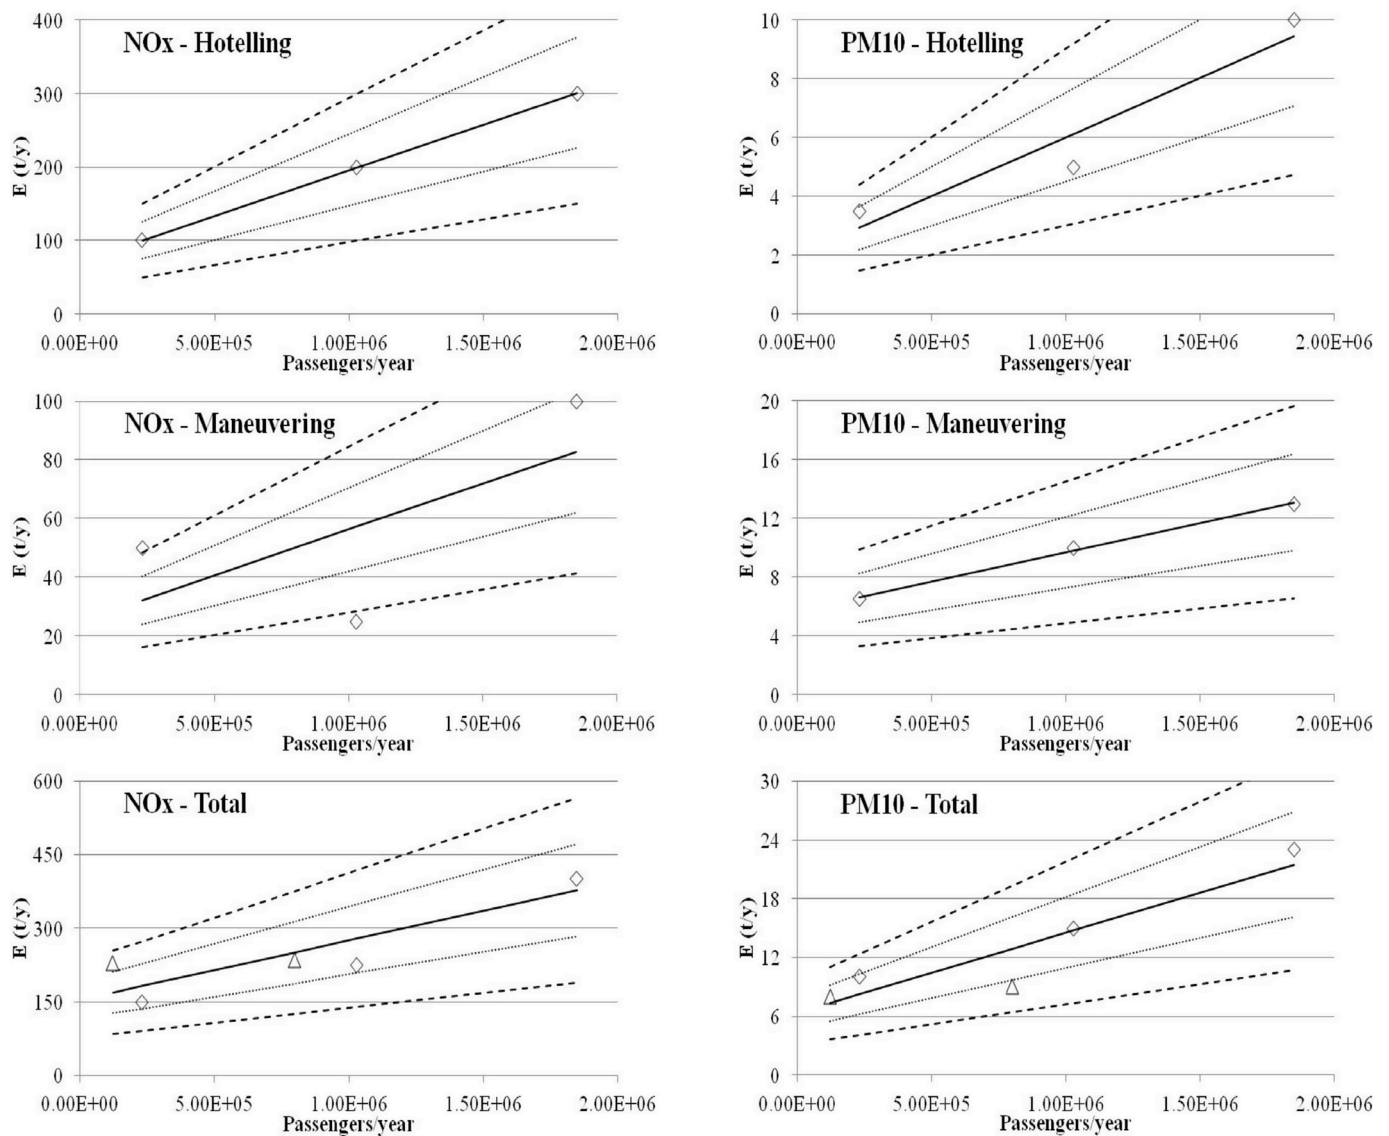 NOx - Hotelling
400
300
200
100
0
E (t/y)
0.00E+00 5.00E+05 1.00E+06 1.50E+06 2.00E+06
Passengers/year
PM10 - Hotelling
10
8
6
4
2
0
E (t/y)
0.00E+00 5.00E+05 1.00E+06 1.50E+06 2.00E+06
Passengers/year
NOx - Maneuvering
100
80
60
40
20
0
E (t/y)
0.00E+00 5.00E+05 1.00E+06 1.50E+06 2.00E+06
Passengers/year
PM10 - Maneuvering
20
16
12
8
4
0
E (t/y)
0.00E+00 5.00E+05 1.00E+06 1.50E+06 2.00E+06
Passengers/year
NOx - Total
600
450
300
150
0
E (t/y)
0.00E+00 5.00E+05 1.00E+06 1.50E+06 2.00E+06
Passengers/year
PM10 - Total
30
24
18
12
6
0
E (t/y)
0.00E+00 5.00E+05 1.00E+06 1.50E+06 2.00E+06
Passengers/year